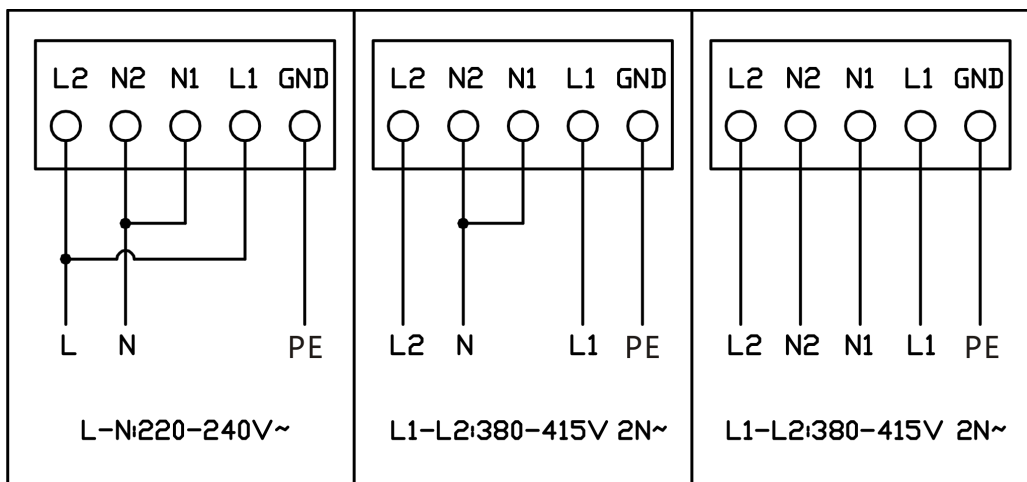 L2 N2 N1 L1 GND
L N PE
L-N:220-240V~
L2 N2 N1 L1 GND
L2 N L1 PE
L1-L2:380-415V 2N~
L2 N2 N1 L1 GND
L2 N2 N1 L1 PE
L1-L2:380-415V 2N~